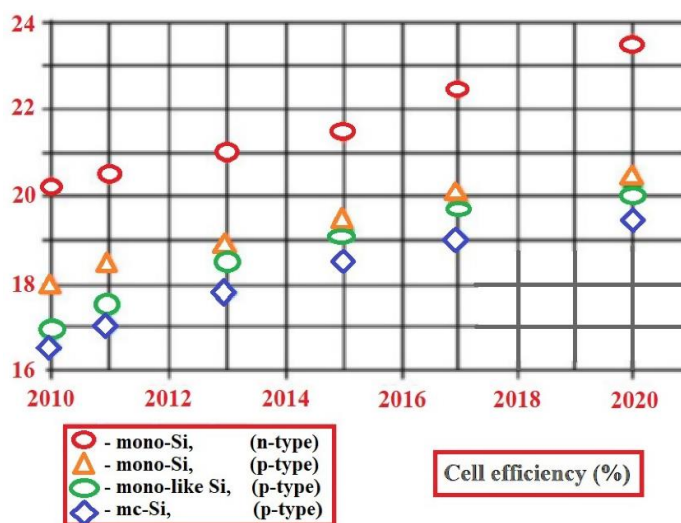 24
22
20
18
16
2010 2012 2014 2016 2018 2020
- mono-Si, (n-type)
- mono-Si, (p-type)
- mono-like Si, (p-type)
- mc-Si, (p-type)
Cell efficiency (%)